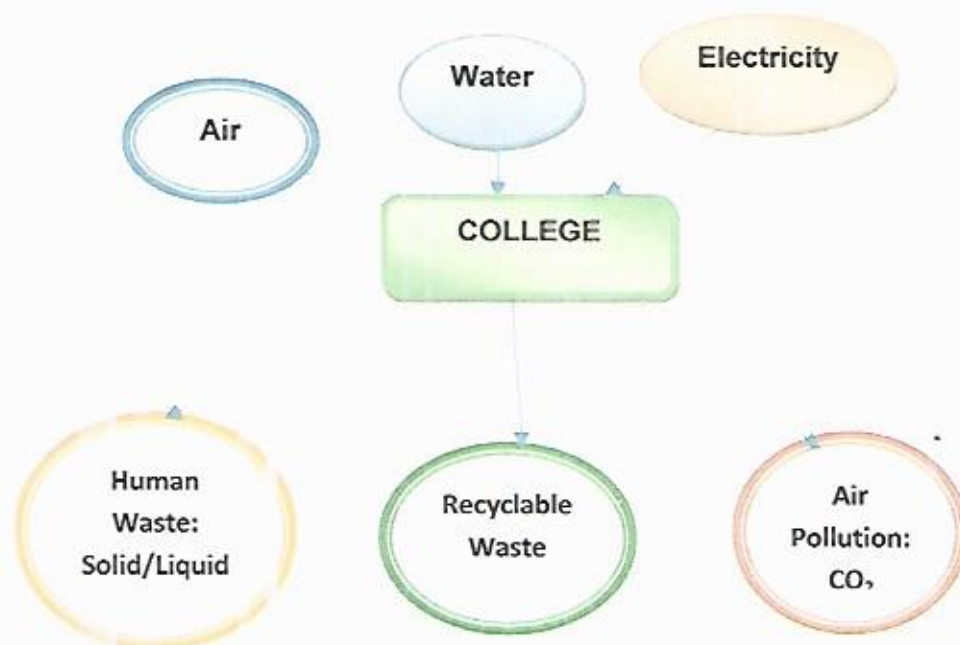 Air
Water
Electricity
COLLEGE
Human
Waste:
Solid/Liquid
Recyclable
Waste
Air
Pollution:
CO₂